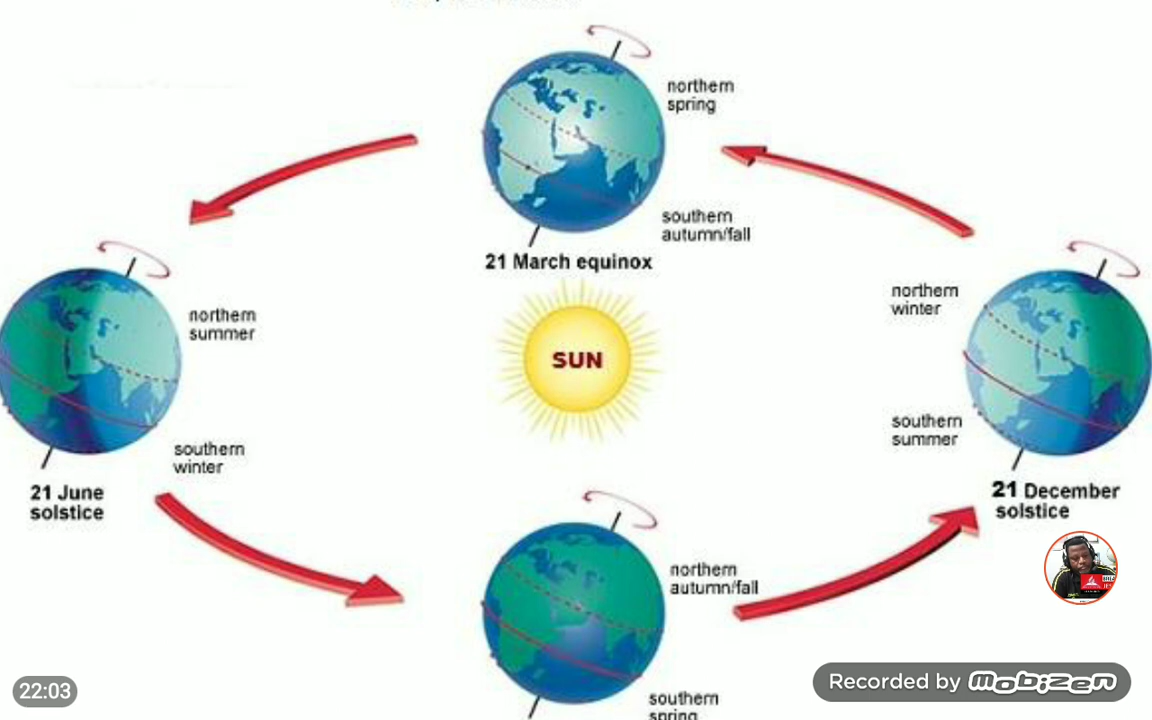 northern
spring
southern
autumn/fall
21 March equinox
northern
summer
southern
winter
21 June
solstice
SUN
northern
winter
southern
summer
21 December
solstice
northern
autumn/fall
southern
spring
22:03
Recorded by mobizen